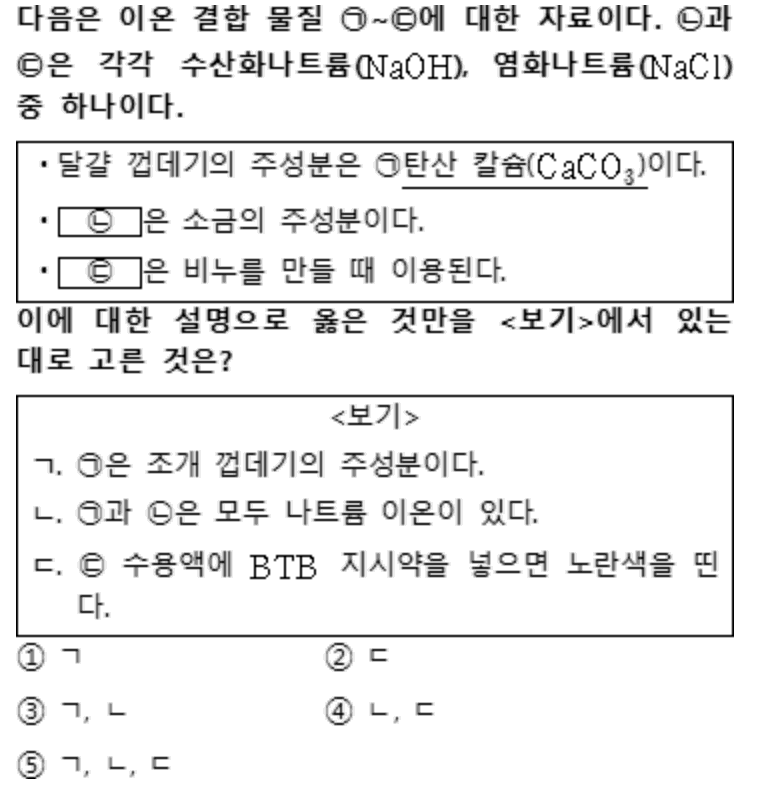 다음은 이온 결합 물질 ㉠~㉢에 대한 자료이다. ㉡과
㉢은 각각 수산화나트륨(NaOH), 염화나트륨(NaCl)
중 하나이다.
・달걀 껍데기의 주성분은 ㉠탄산 칼슘(CaCO₃)이다.
・ ㉡ 은 소금의 주성분이다.
・ ㉢ 은 비누를 만들 때 이용된다.
이에 대한 설명으로 옳은 것만을 <보기>에서 있는
대로 고른 것은?
<보기>
ㄱ. ㉠은 조개 껍데기의 주성분이다.
ㄴ. ㉠과 ㉡은 모두 나트륨 이온이 있다.
ㄷ. ㉢ 수용액에 BTB 지시약을 넣으면 노란색을 띤
다.
① ㄱ ② ㄷ
③ ㄱ, ㄴ ④ ㄴ, ㄷ
⑤ ㄱ, ㄴ, ㄷ